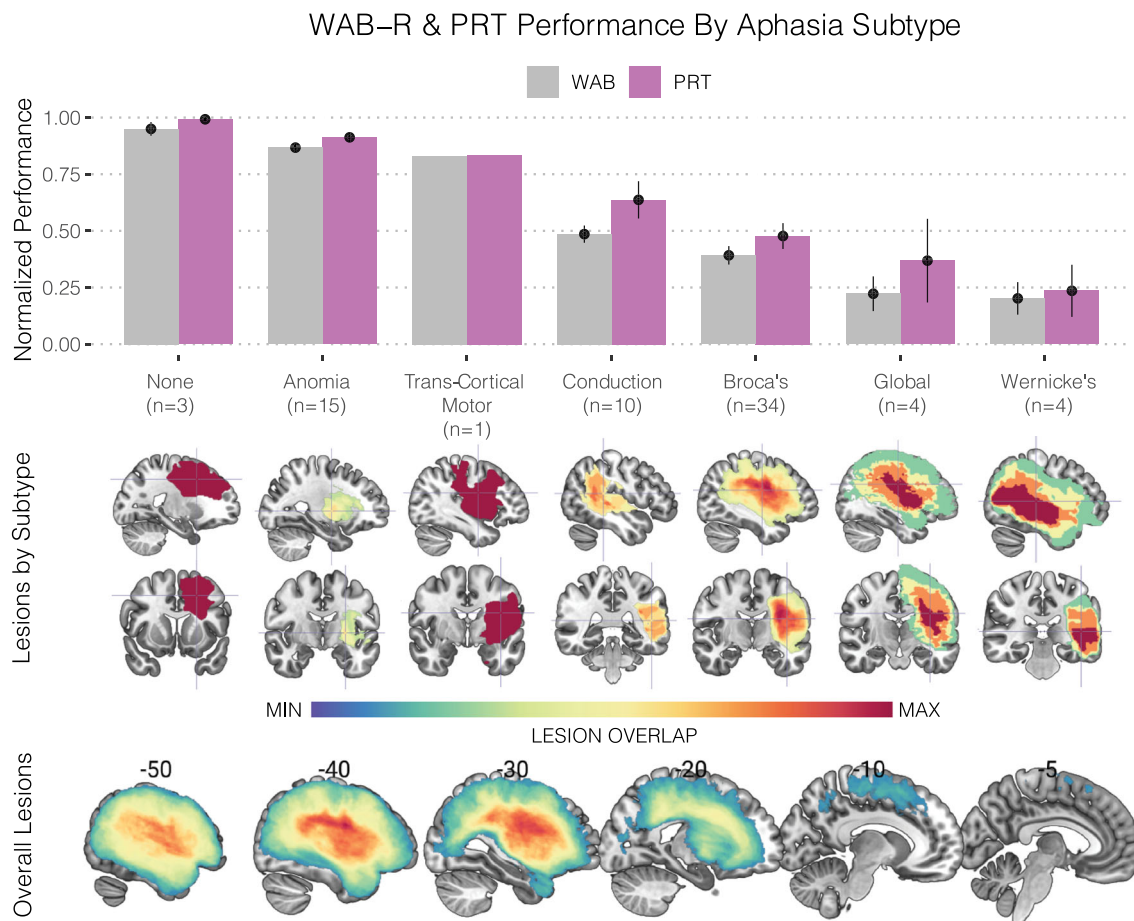 WAB–R & PRT Performance By Aphasia Subtype
WAB PRT
Normalized Performance
1.00
0.75
0.50
0.25
0.00
None
(n=3)
Anomia
(n=15)
Trans-Cortical
Motor
(n=1)
Conduction
(n=10)
Broca's
(n=34)
Global
(n=4)
Wernicke's
(n=4)
Lesions by Subtype
MIN MAX
LESION OVERLAP
Overall Lesions
-50 -40 -30 -20 -10 -5